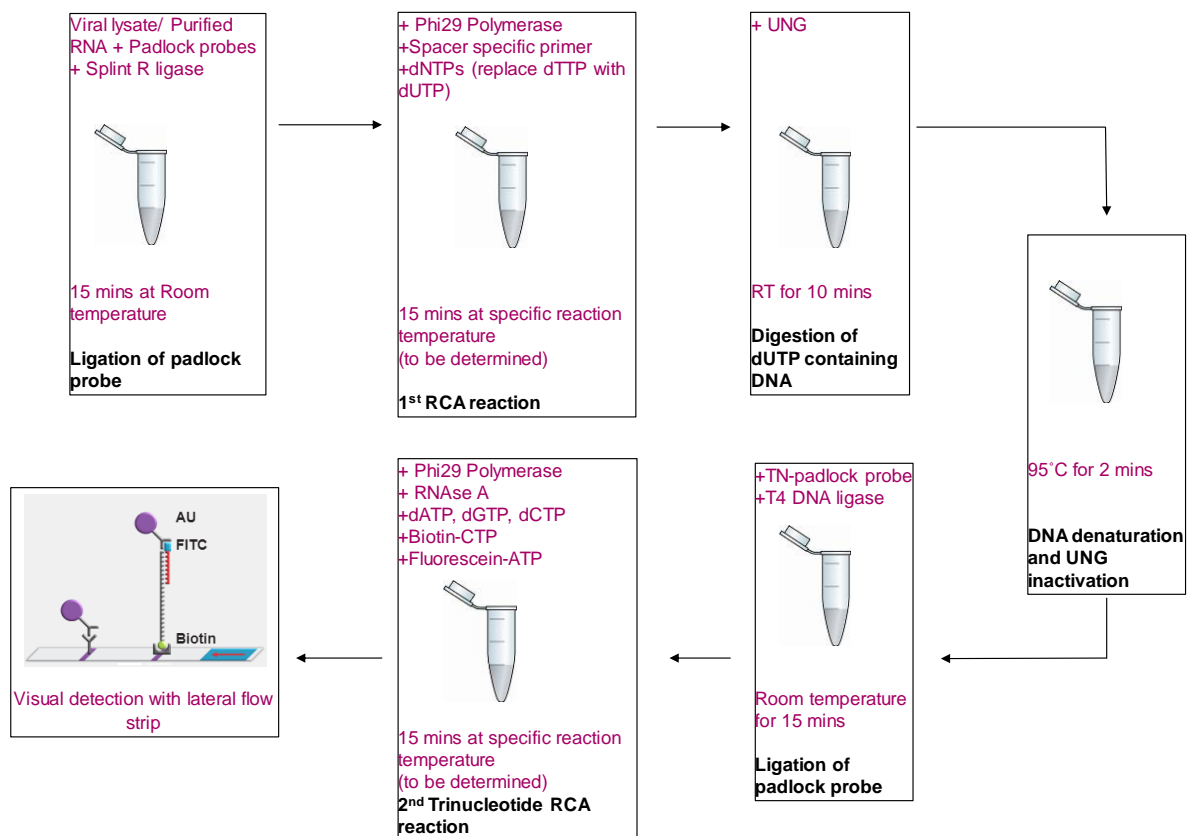 Viral lysate/ Purified
RNA + Padlock probes
+ Splint R ligase
15 mins at Room
temperature
Ligation of padlock
probe
+ Phi29 Polymerase
+Spacer specific primer
+dNTPs (replace dTTP with
dUTP)
15 mins at specific reaction
temperature
(to be determined)
1st RCA reaction
+ UNG
RT for 10 mins
Digestion of
dUTP containing
DNA
95˚C for 2 mins
DNA denaturation
and UNG
inactivation
+TN-padlock probe
+T4 DNA ligase
Room temperature
for 15 mins
Ligation of
padlock probe
+ Phi29 Polymerase
+ RNAse A
+dATP, dGTP, dCTP
+Biotin-CTP
+Fluorescein-ATP
15 mins at specific reaction
temperature
(to be determined)
2nd Trinucleotide RCA
reaction
AU
FITC
Biotin
Visual detection with lateral flow
strip